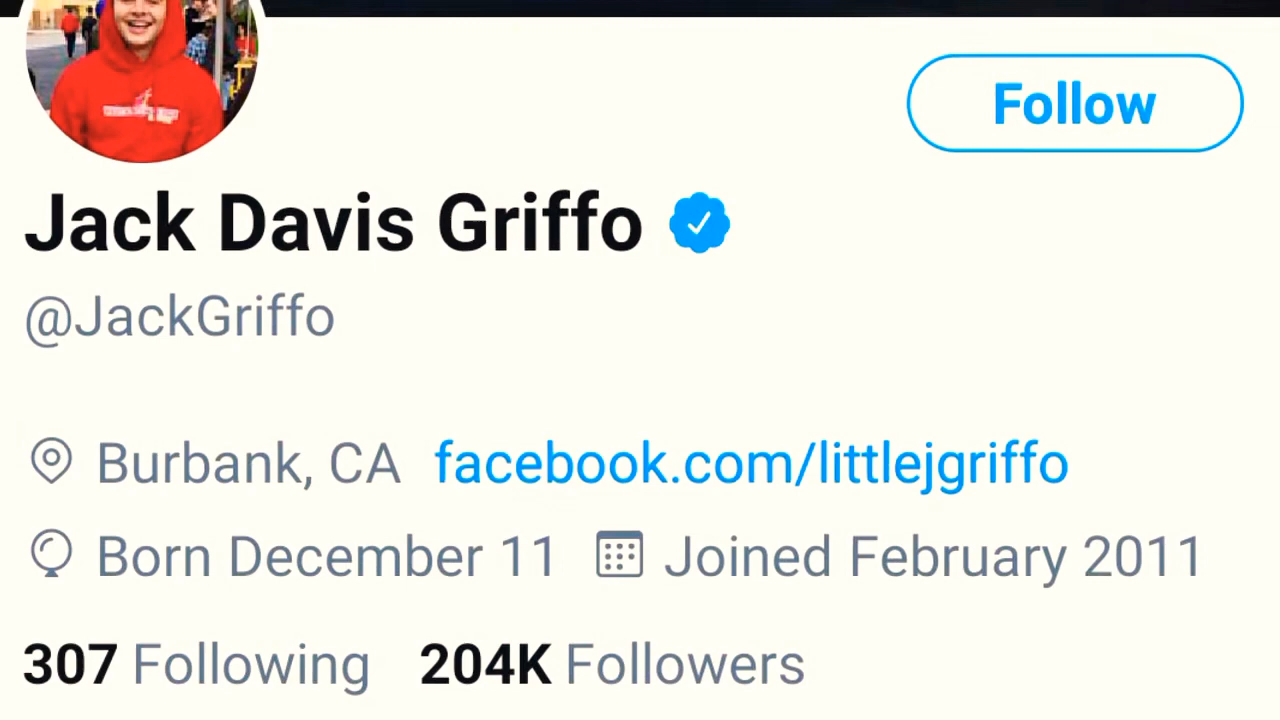 Follow
Jack Davis Griffo
@JackGriffo
Burbank, CA facebook.com/littlejgriffo
Born December 11 Joined February 2011
307 Following 204K Followers